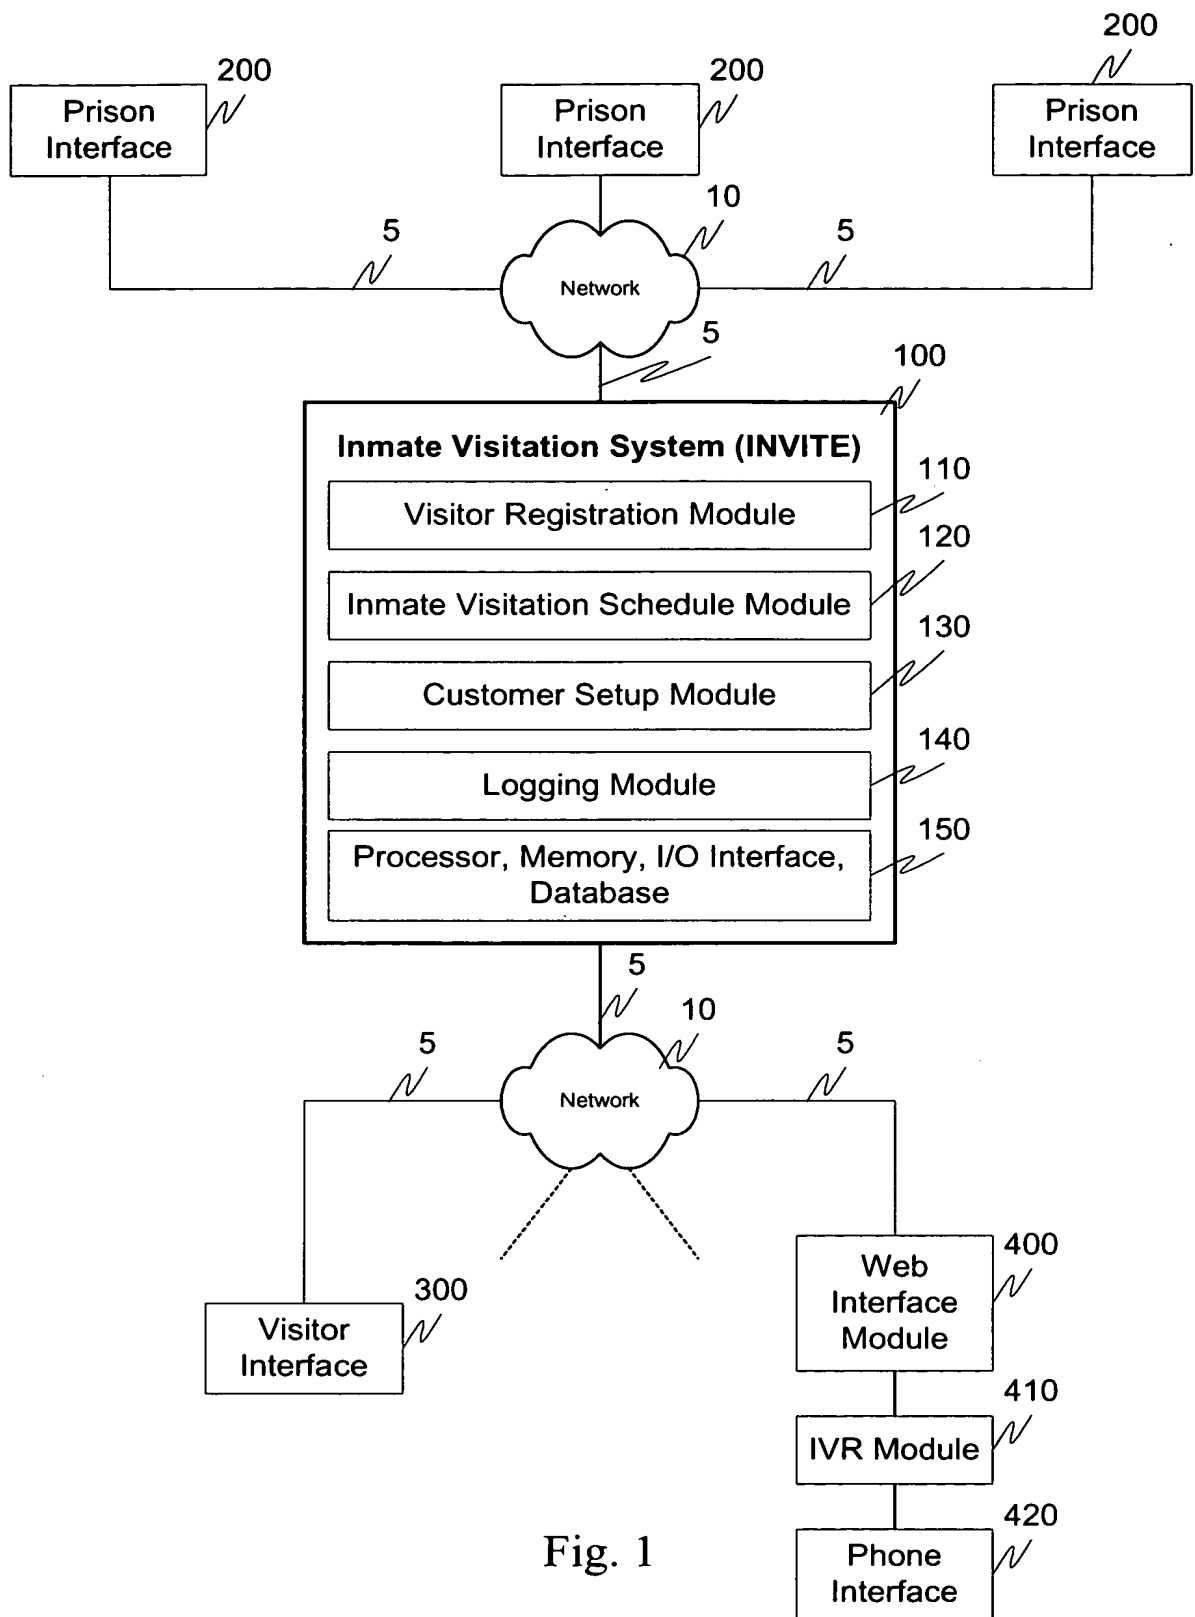 200
200
200
Prison
Interface
Prison
Interface
Prison
Interface
10
5
5
Network
5
100
Inmate Visitation System (INVITE)
110
Visitor Registration Module
120
Inmate Visitation Schedule Module
130
Customer Setup Module
140
Logging Module
150
Processor, Memory, I/O Interface,
Database
5
10
5
5
Network
400
Web
Interface
Module
300
Visitor
Interface
410
IVR Module
420
Phone
Interface
Fig. 1